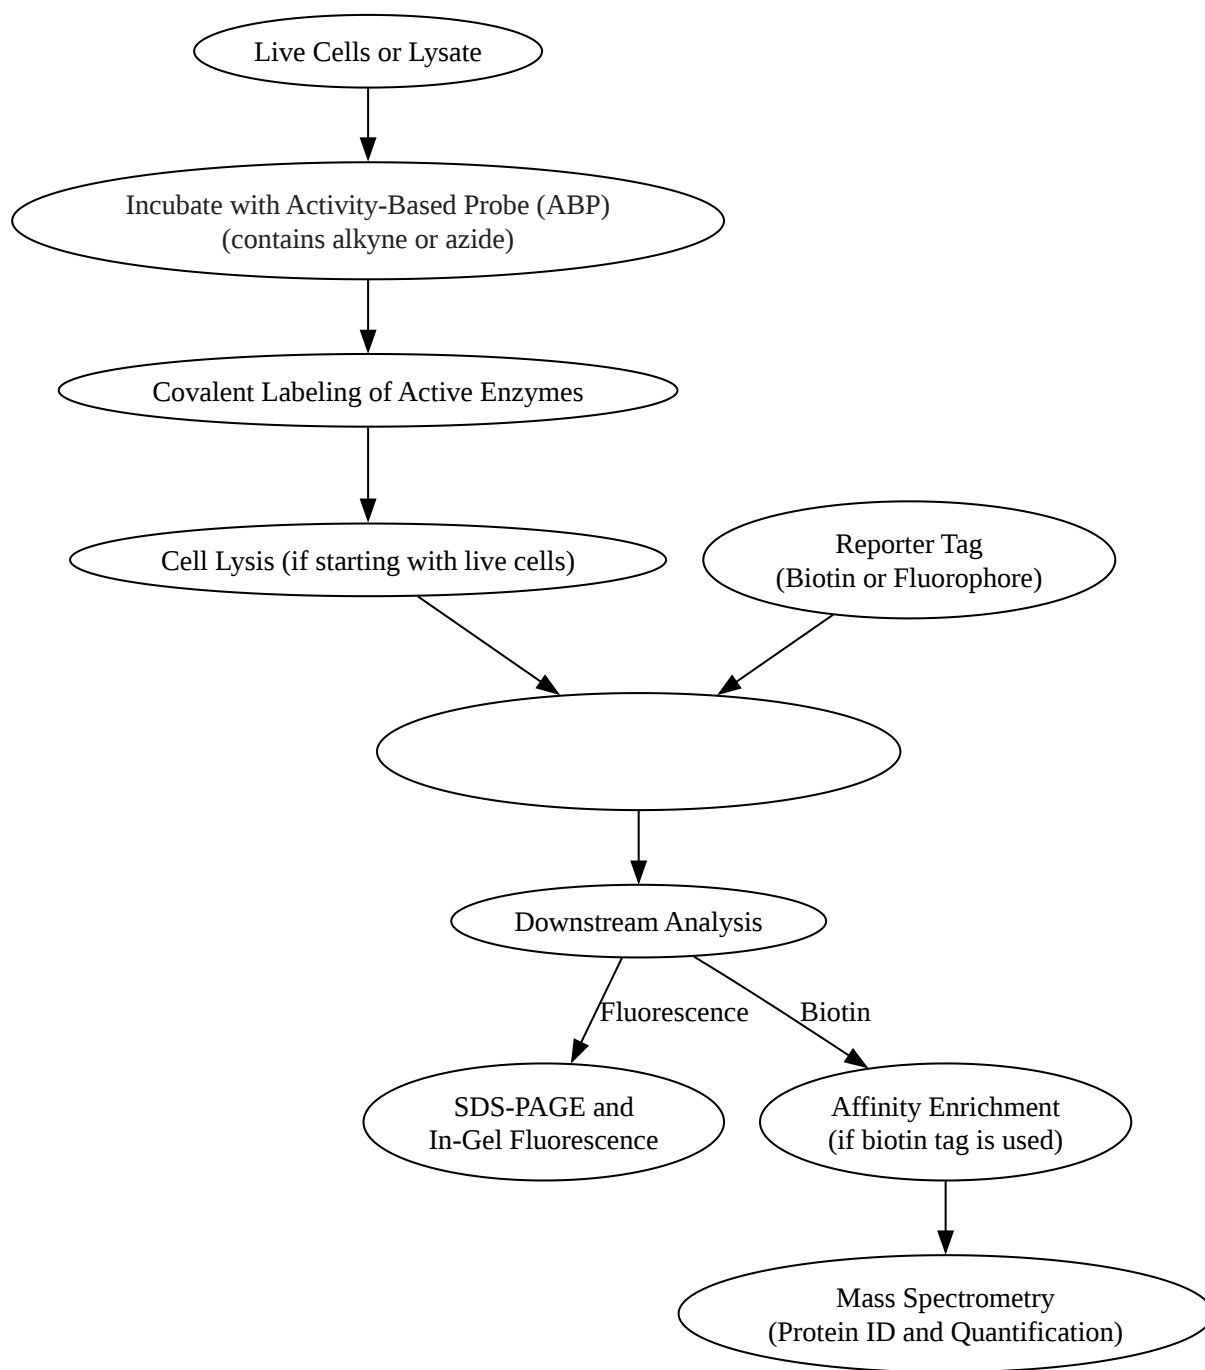 Live Cells or Lysate
Incubate with Activity-Based Probe (ABP)
(contains alkyne or azide)
Covalent Labeling of Active Enzymes
Cell Lysis (if starting with live cells)
Reporter Tag
(Biotin or Fluorophore)
Downstream Analysis
Fluorescence
Biotin
SDS-PAGE and
In-Gel Fluorescence
Affinity Enrichment
(if biotin tag is used)
Mass Spectrometry
(Protein ID and Quantification)